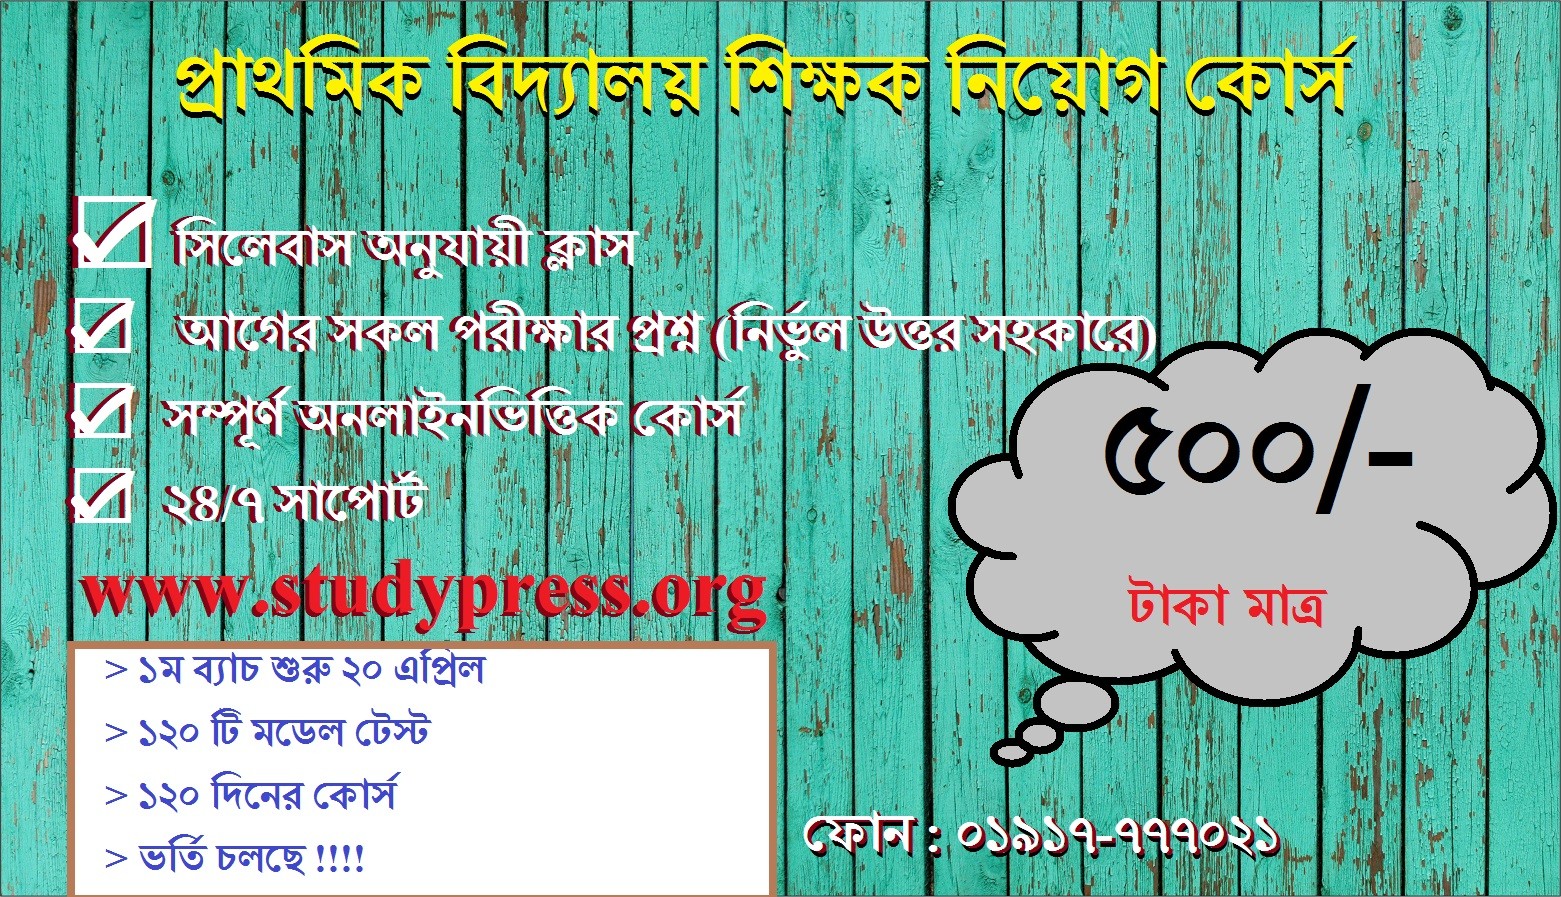 প্রাথমিক বিদ্যালয় শিক্ষক নিয়োগ কোর্স
সিলেবাস অনুযায়ী ক্লাস
আগের সকল পরীক্ষার প্রশ্ন (নির্ভুল উত্তর সহকারে)
সম্পূর্ণ অনলাইনভিত্তিক কোর্স
২৪/৭ সাপোর্ট
www.studypress.org
> ১ম ব্যাচ শুরু ২০ এপ্রিল
> ১২০ টি মডেল টেস্ট
> ১২০ দিনের কোর্স
> ভর্তি চলছে !!!!
৫০০/-
টাকা মাত্র
ফোন : ০১৯১৭-৭৭৭০২১